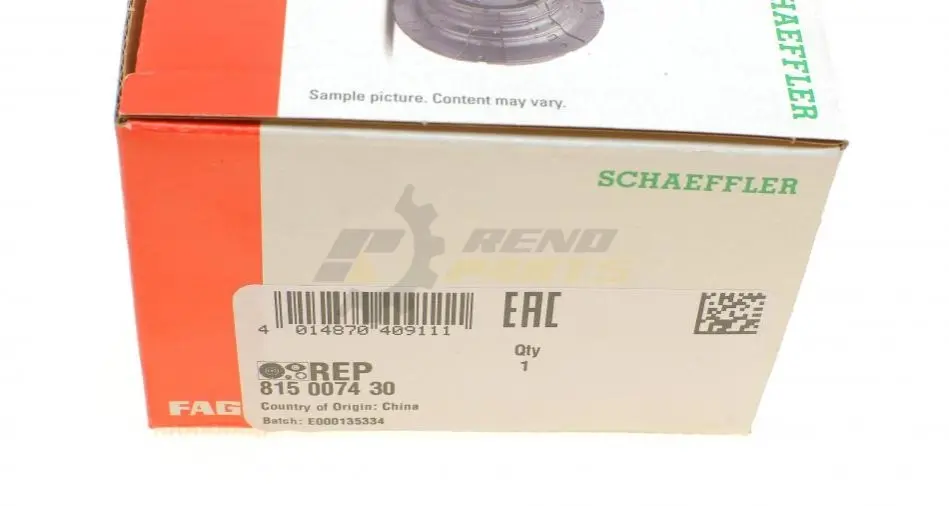 Sample picture. Content may vary.
SCHAEFFLER
SCHAEFFLER
RENO
PARTS
4 014870 409111
EAC
Qty
1
REP
815 0074 30
Country of Origin: China
Batch: E000135334
FAG